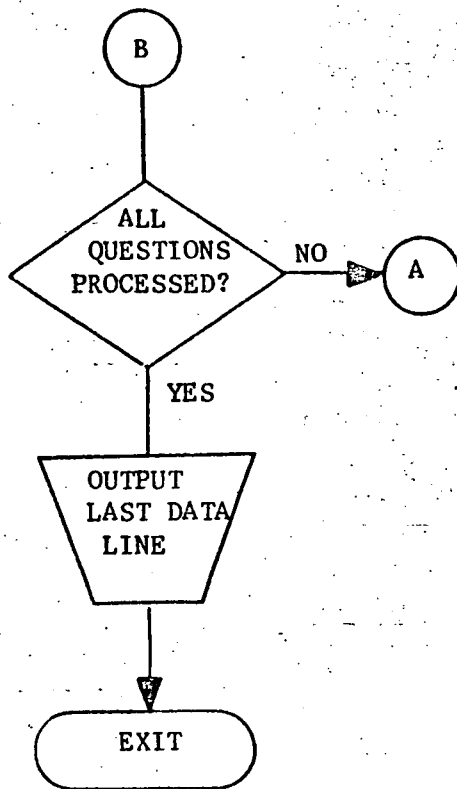 B
ALL
QUESTIONS
PROCESSED?
NO
A
YES
OUTPUT
LAST DATA
LINE
EXIT